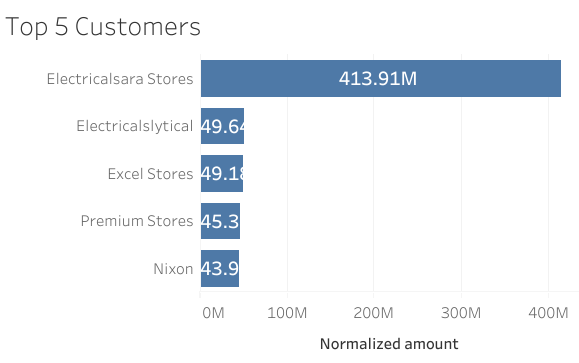 Top 5 Customers
Electricalsara Stores 413.91M
Electricalslytical 49.64
Excel Stores 49.18
Premium Stores 45.3
Nixon 43.9
0M 100M 200M 300M 400M
Normalized amount